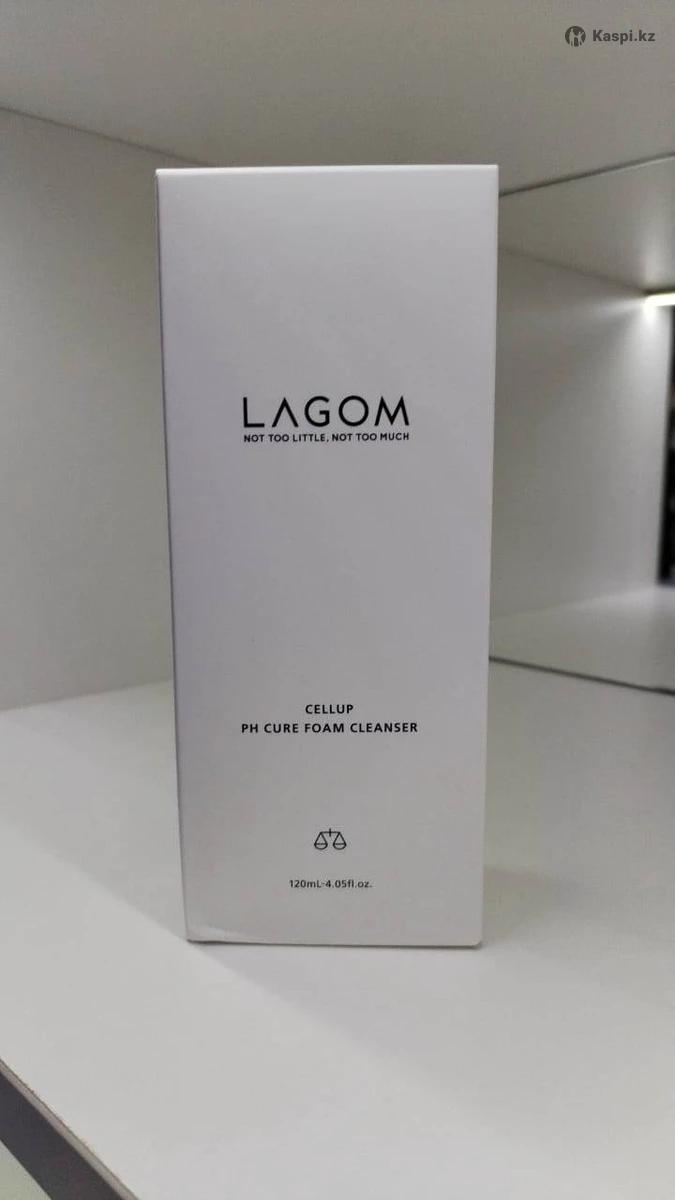 Kaspi.kz
LAGOM
NOT TOO LITTLE, NOT TOO MUCH
CELLUP
PH CURE FOAM CLEANSER
120mL-4.05fl.oz.